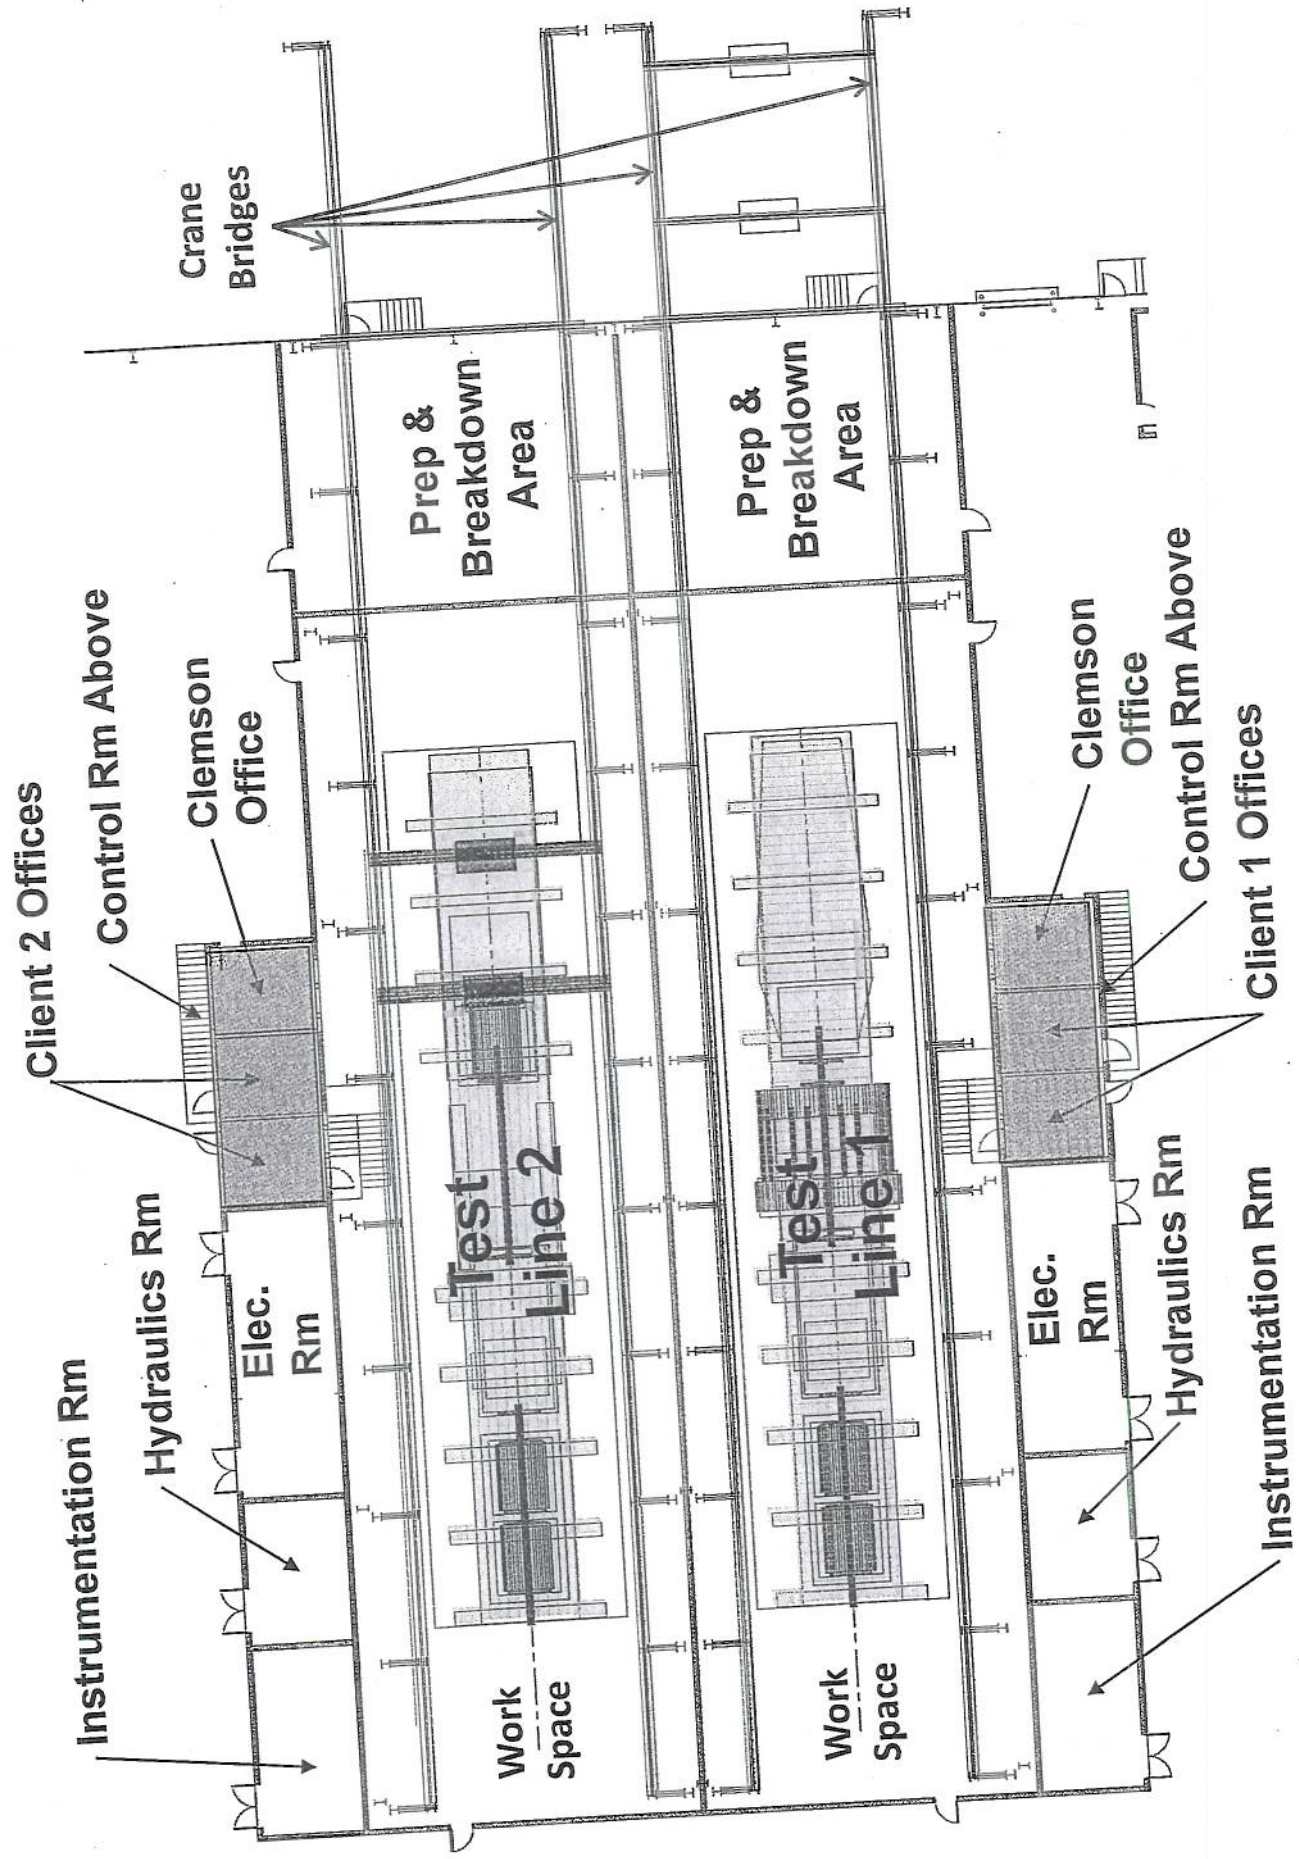 Instrumentation Rm
Hydraulics Rm
Elec.
Rm
Client 2 Offices
Control Rm Above
Clemson
Office
Crane
Bridges
Work
Space
Test
Line 2
Prep &
Breakdown
Area
Work
Space
Test
Line 1
Prep &
Breakdown
Area
Elec.
Rm
Hydraulics Rm
Instrumentation Rm
Clemson
Office
Control Rm Above
Client 1 Offices